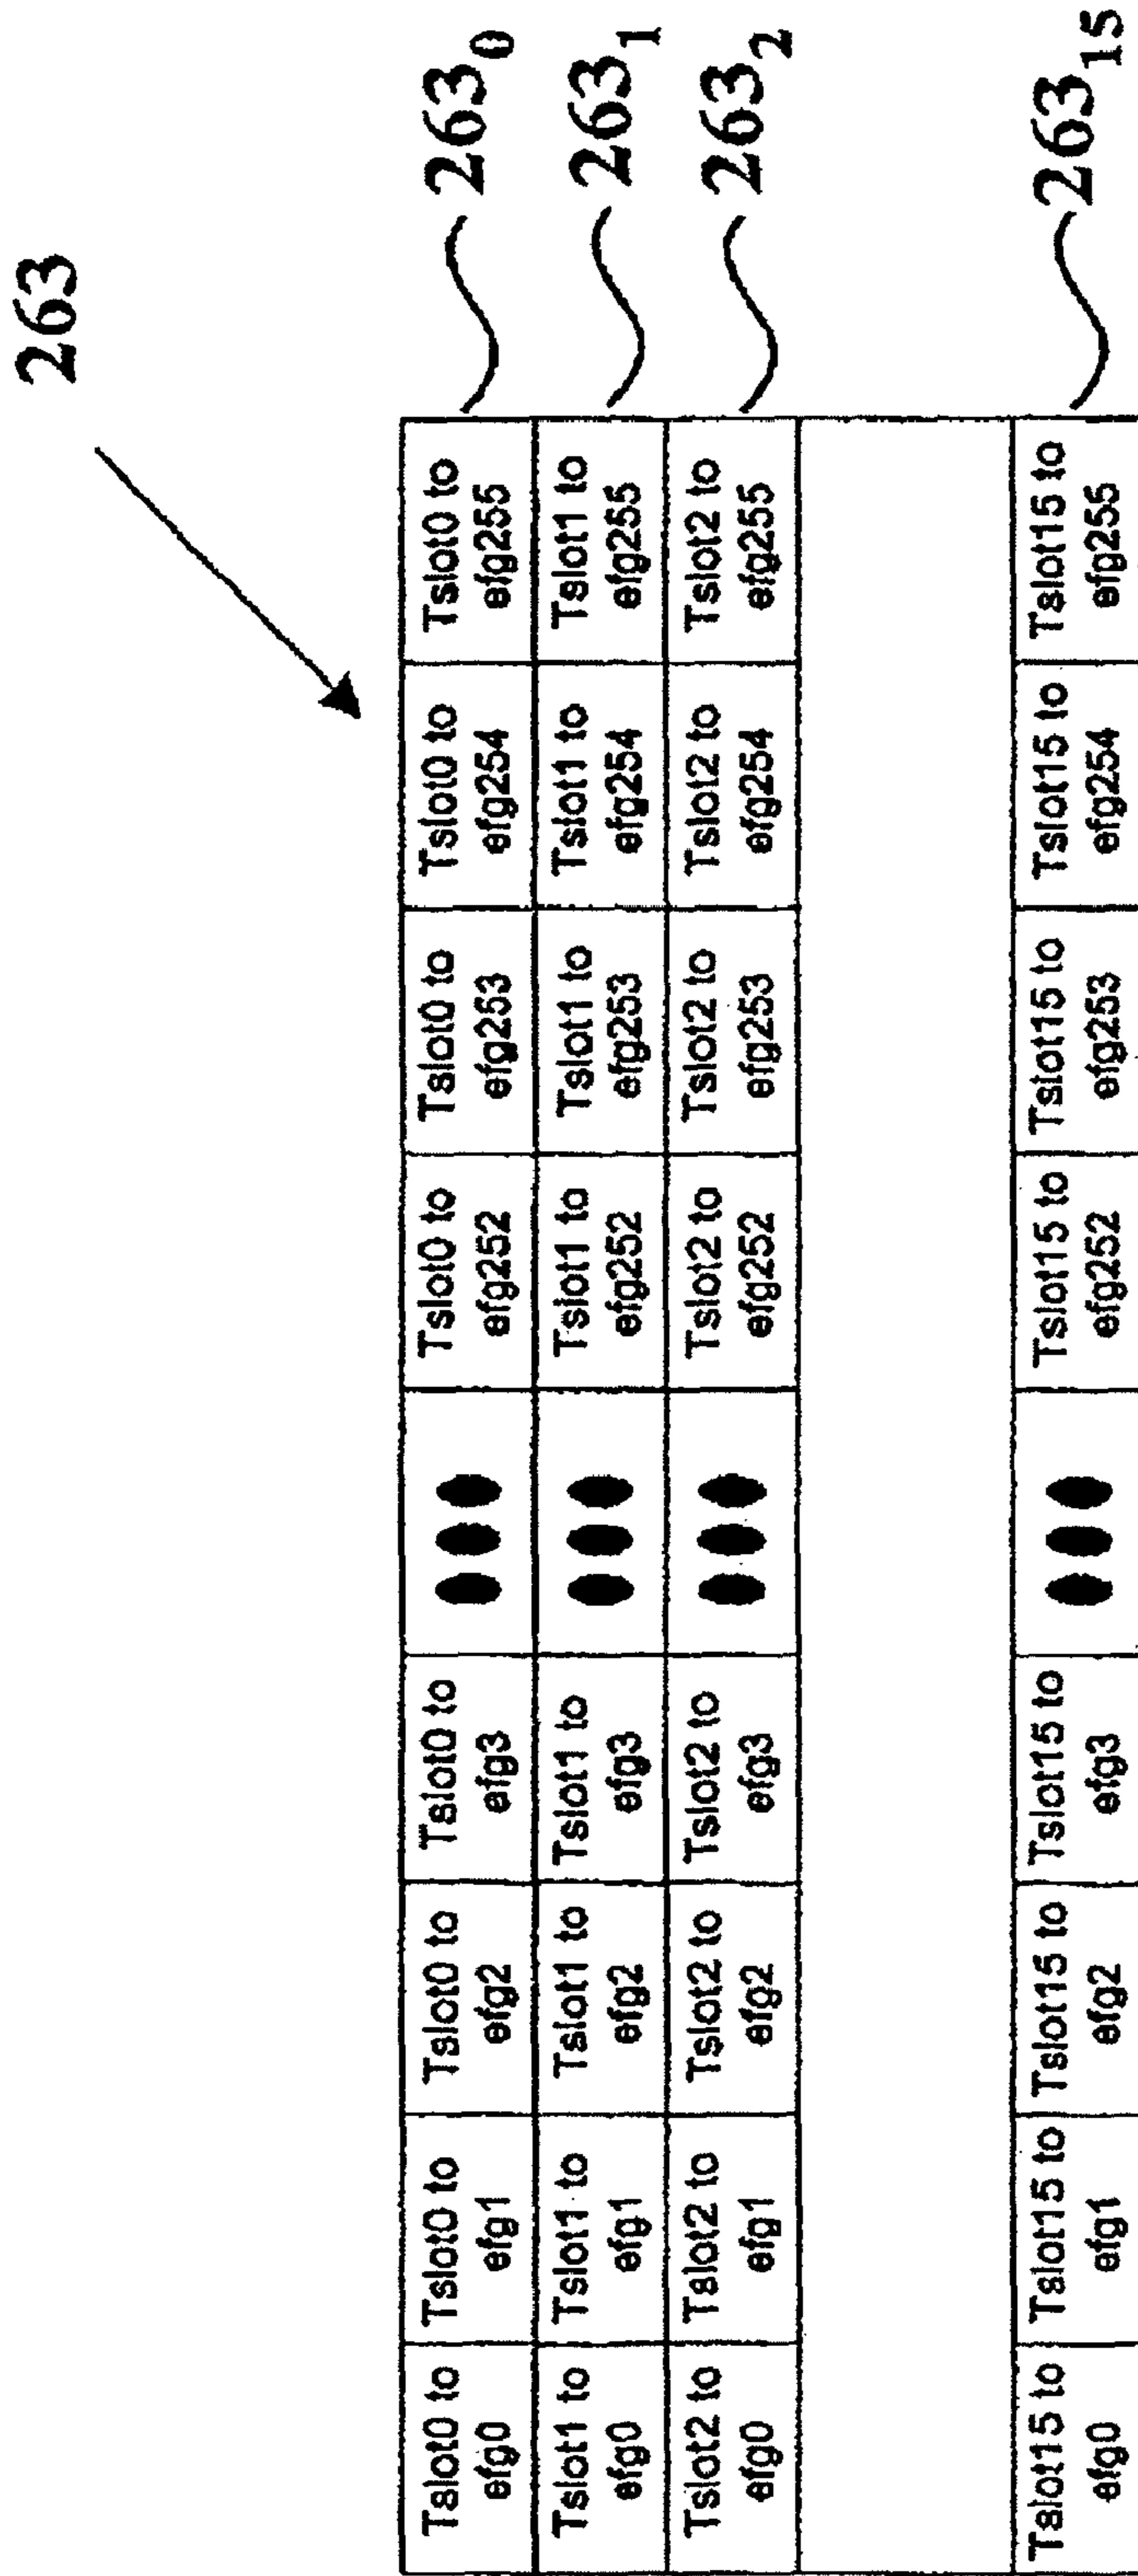 263
Tslot0 to
efg0
Tslot0 to
efg1
Tslot0 to
efg2
Tslot0 to
efg3
Tslot0 to
efg252
Tslot0 to
efg253
Tslot0 to
efg254
Tslot0 to
efg255
263₀
Tslot1 to
efg0
Tslot1 to
efg1
Tslot1 to
efg2
Tslot1 to
efg3
Tslot1 to
efg252
Tslot1 to
efg253
Tslot1 to
efg254
Tslot1 to
efg255
263₁
Tslot2 to
efg0
Tslot2 to
efg1
Tslot2 to
efg2
Tslot2 to
efg3
Tslot2 to
efg252
Tslot2 to
efg253
Tslot2 to
efg254
Tslot2 to
efg255
263₂
Tslot15 to
efg0
Tslot15 to
efg1
Tslot15 to
efg2
Tslot15 to
efg3
Tslot15 to
efg252
Tslot15 to
efg253
Tslot15 to
efg254
Tslot15 to
efg255
263₁₅